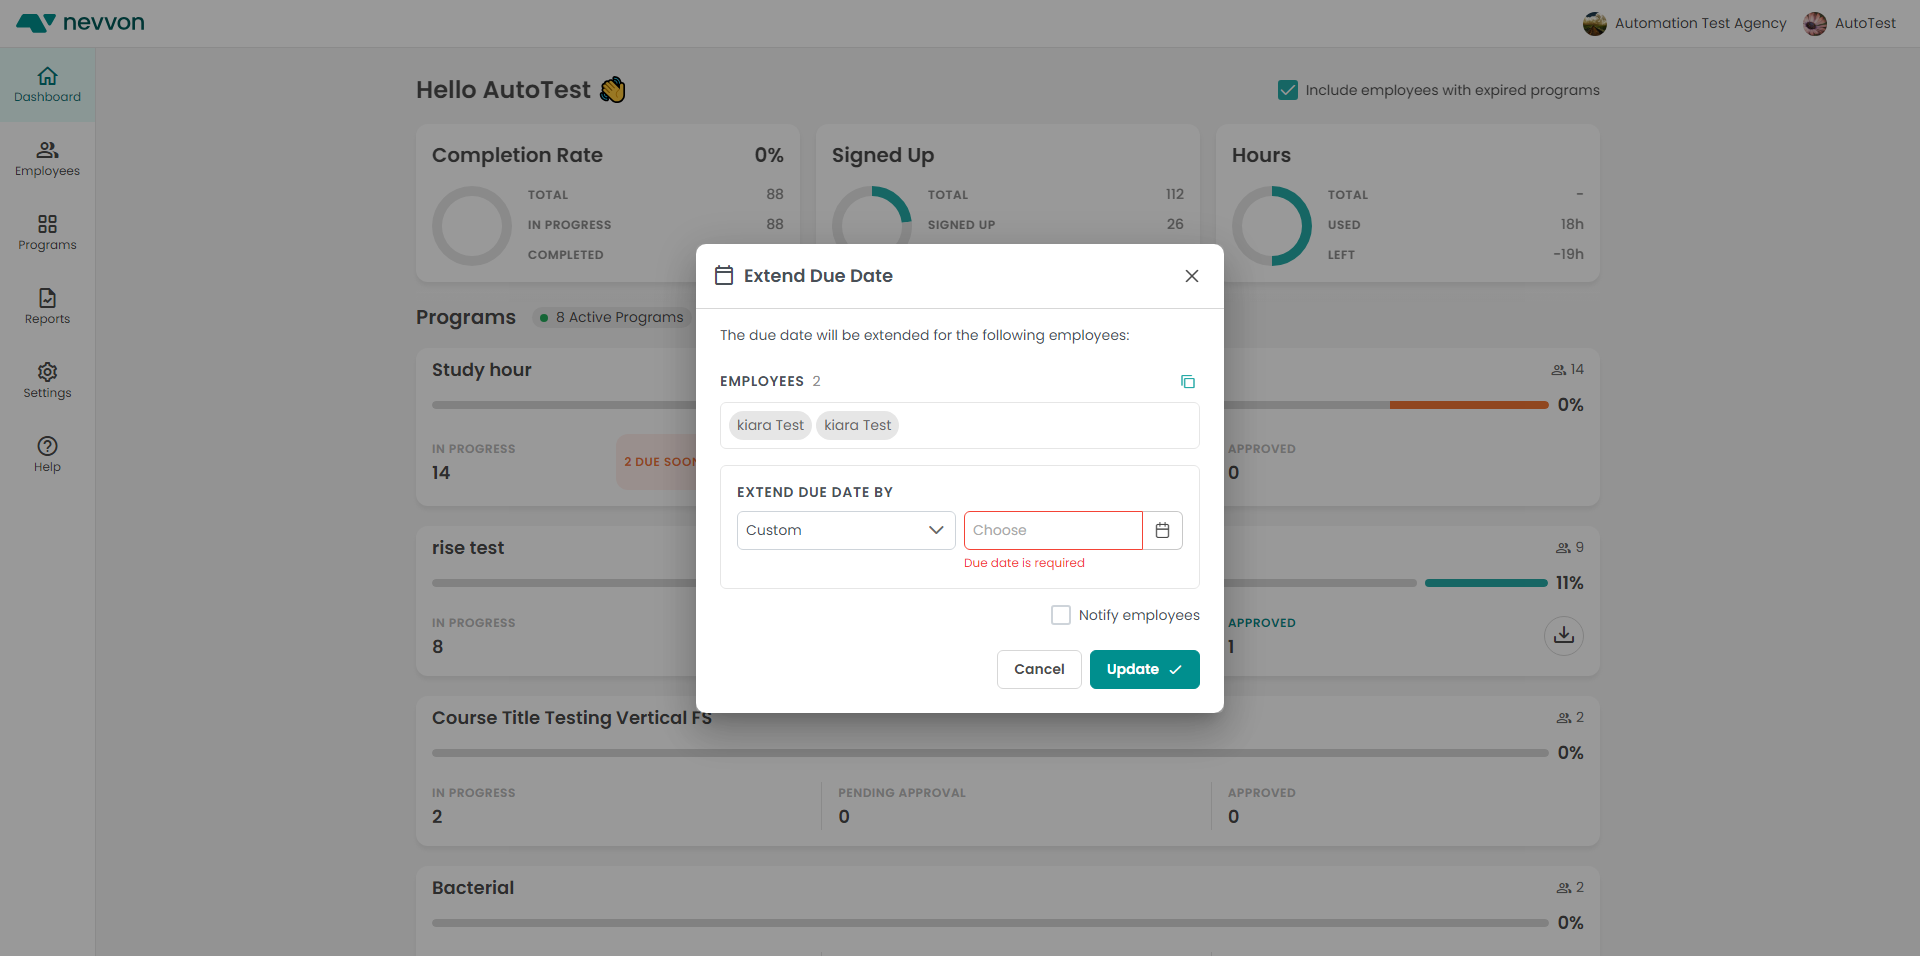 nevvon
Automation Test Agency
AutoTest
Dashboard
Employees
Programs
Reports
Settings
Help
Hello AutoTest 👋
Include employees with expired programs
Completion Rate 0%
TOTAL 88
IN PROGRESS 88
COMPLETED
Signed Up
TOTAL 112
SIGNED UP 26
Hours
TOTAL -
USED 18h
LEFT -19h
Programs
8 Active Programs
Study hour
14
0%
IN PROGRESS
14
2 DUE SOON
APPROVED
0
rise test
9
11%
IN PROGRESS
8
APPROVED
1
Course Title Testing Vertical FS
2
0%
IN PROGRESS
2
PENDING APPROVAL
0
APPROVED
0
Bacterial
2
0%
Extend Due Date
The due date will be extended for the following employees:
EMPLOYEES 2
kiara Test kiara Test
EXTEND DUE DATE BY
Custom
Choose
Due date is required
Notify employees
Cancel
Update